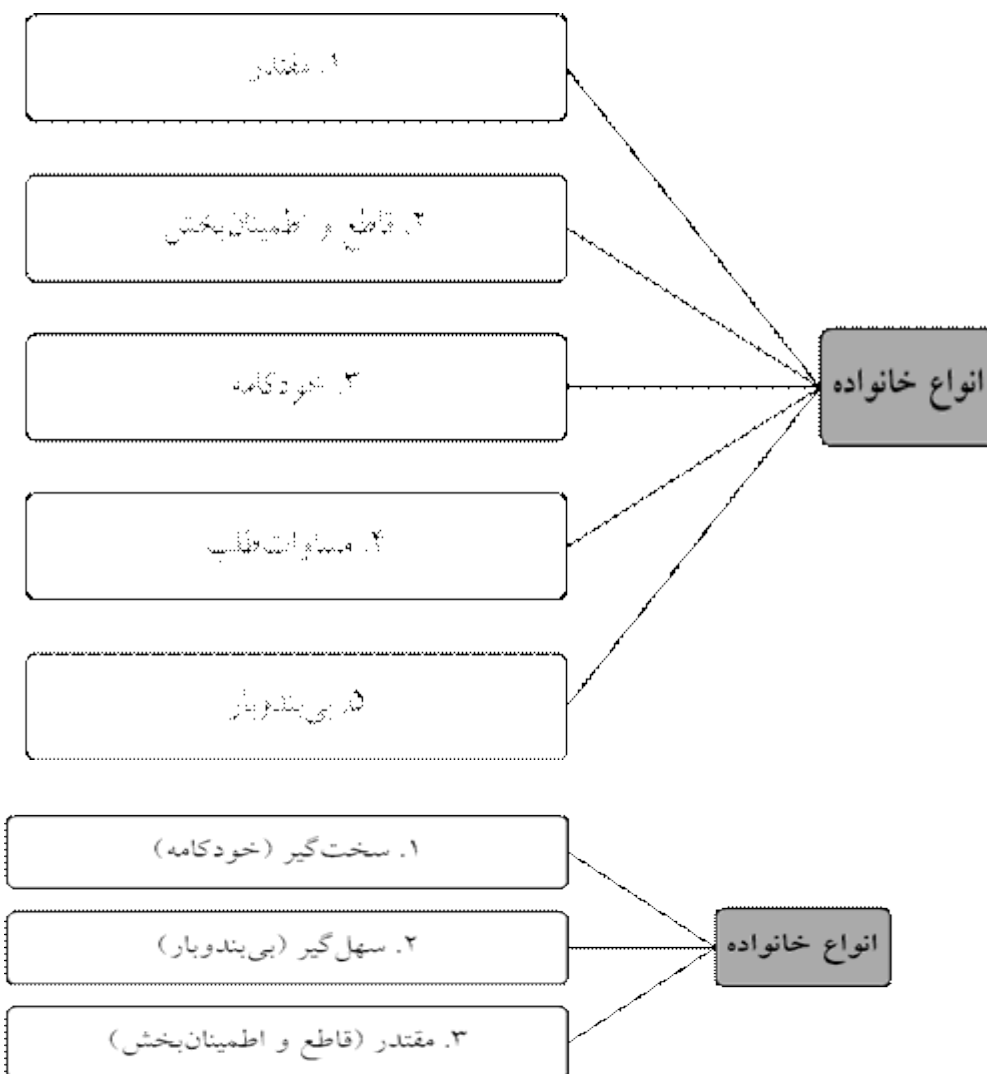 انواع خانواده
۱. مقتدر
۲. قاطع و اطمینان‌بخش
۳. خودکامه
۴. مساوات‌طلب
۵. بی‌بندوبار
انواع خانواده
۱. سخت‌گیر (خودکامه)
۲. سهل‌گیر (بی‌بندوبار)
۳. مقتدر (قاطع و اطمینان‌بخش)